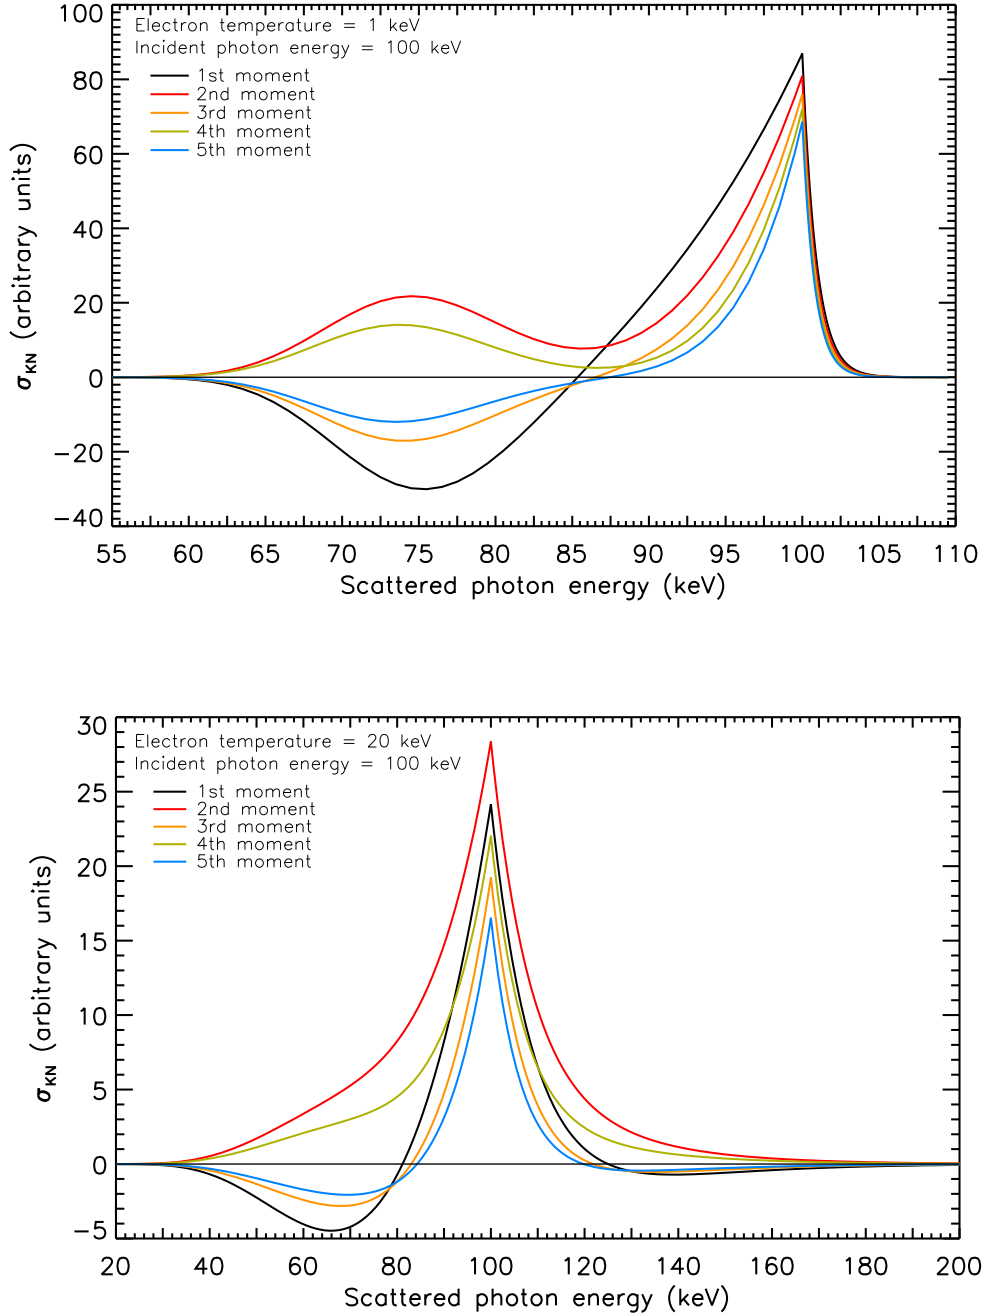 100
80
60
40
20
0
−20
−40
σKN (arbitrary units)
Electron temperature = 1 keV
Incident photon energy = 100 keV
1st moment
2nd moment
3rd moment
4th moment
5th moment
55 60 65 70 75 80 85 90 95 100 105 110
Scattered photon energy (keV)
30
25
20
15
10
5
0
−5
σKN (arbitrary units)
Electron temperature = 20 keV
Incident photon energy = 100 keV
1st moment
2nd moment
3rd moment
4th moment
5th moment
20 40 60 80 100 120 140 160 180 200
Scattered photon energy (keV)